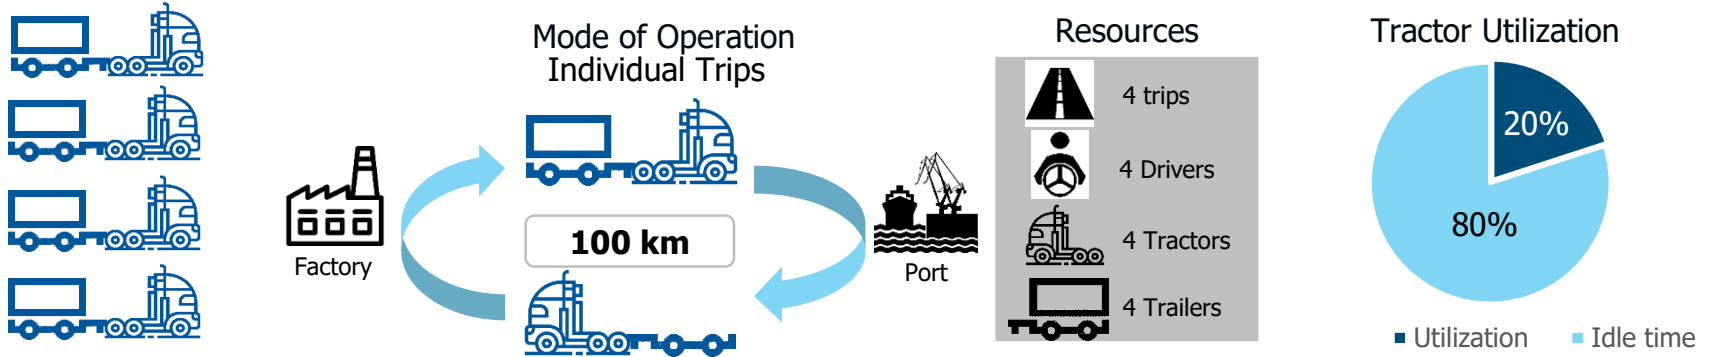 Mode of Operation
Individual Trips
Factory
100 km
Port
Resources
4 trips
4 Drivers
4 Tractors
4 Trailers
Tractor Utilization
20%
80%
Utilization
Idle time